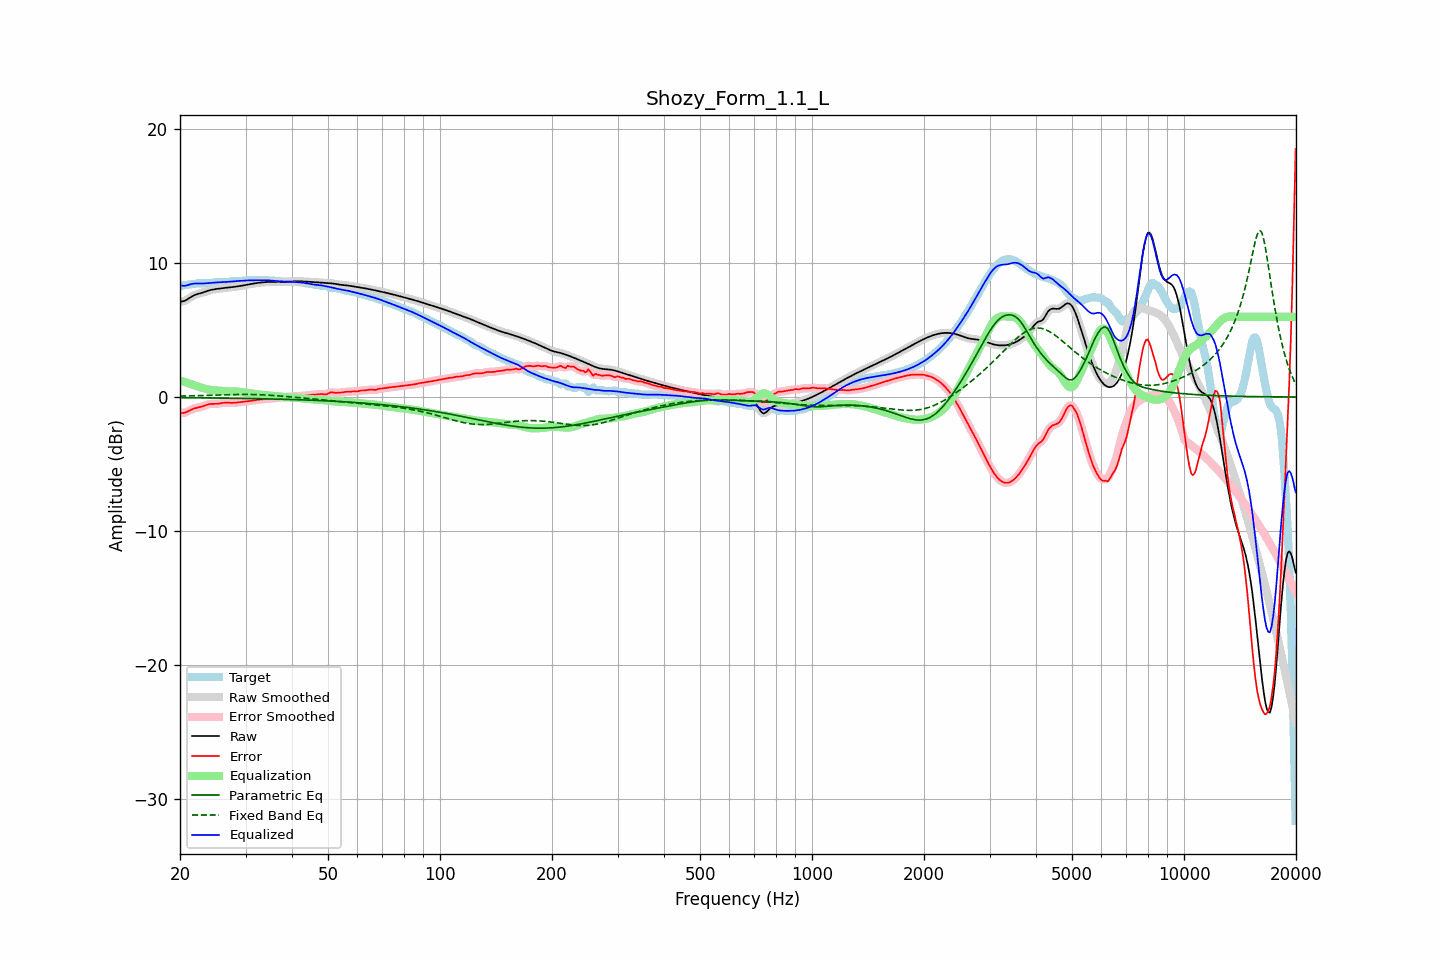 Shozy_Form_1.1_L
20
10
0
−10
−20
−30
Amplitude (dBr)
Target
Raw Smoothed
Error Smoothed
Raw
Error
Equalization
Parametric Eq
Fixed Band Eq
Equalized
20 50 100 200 500 1000 2000 5000 10000 20000
Frequency (Hz)